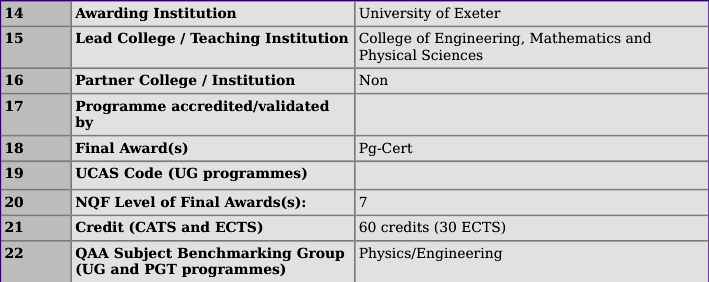 14 Awarding Institution University of Exeter
15 Lead College / Teaching Institution College of Engineering, Mathematics and
Physical Sciences
16 Partner College / Institution Non
17 Programme accredited/validated
by
18 Final Award(s) Pg-Cert
19 UCAS Code (UG programmes)
20 NQF Level of Final Awards(s): 7
21 Credit (CATS and ECTS) 60 credits (30 ECTS)
22 QAA Subject Benchmarking Group Physics/Engineering
(UG and PGT programmes)